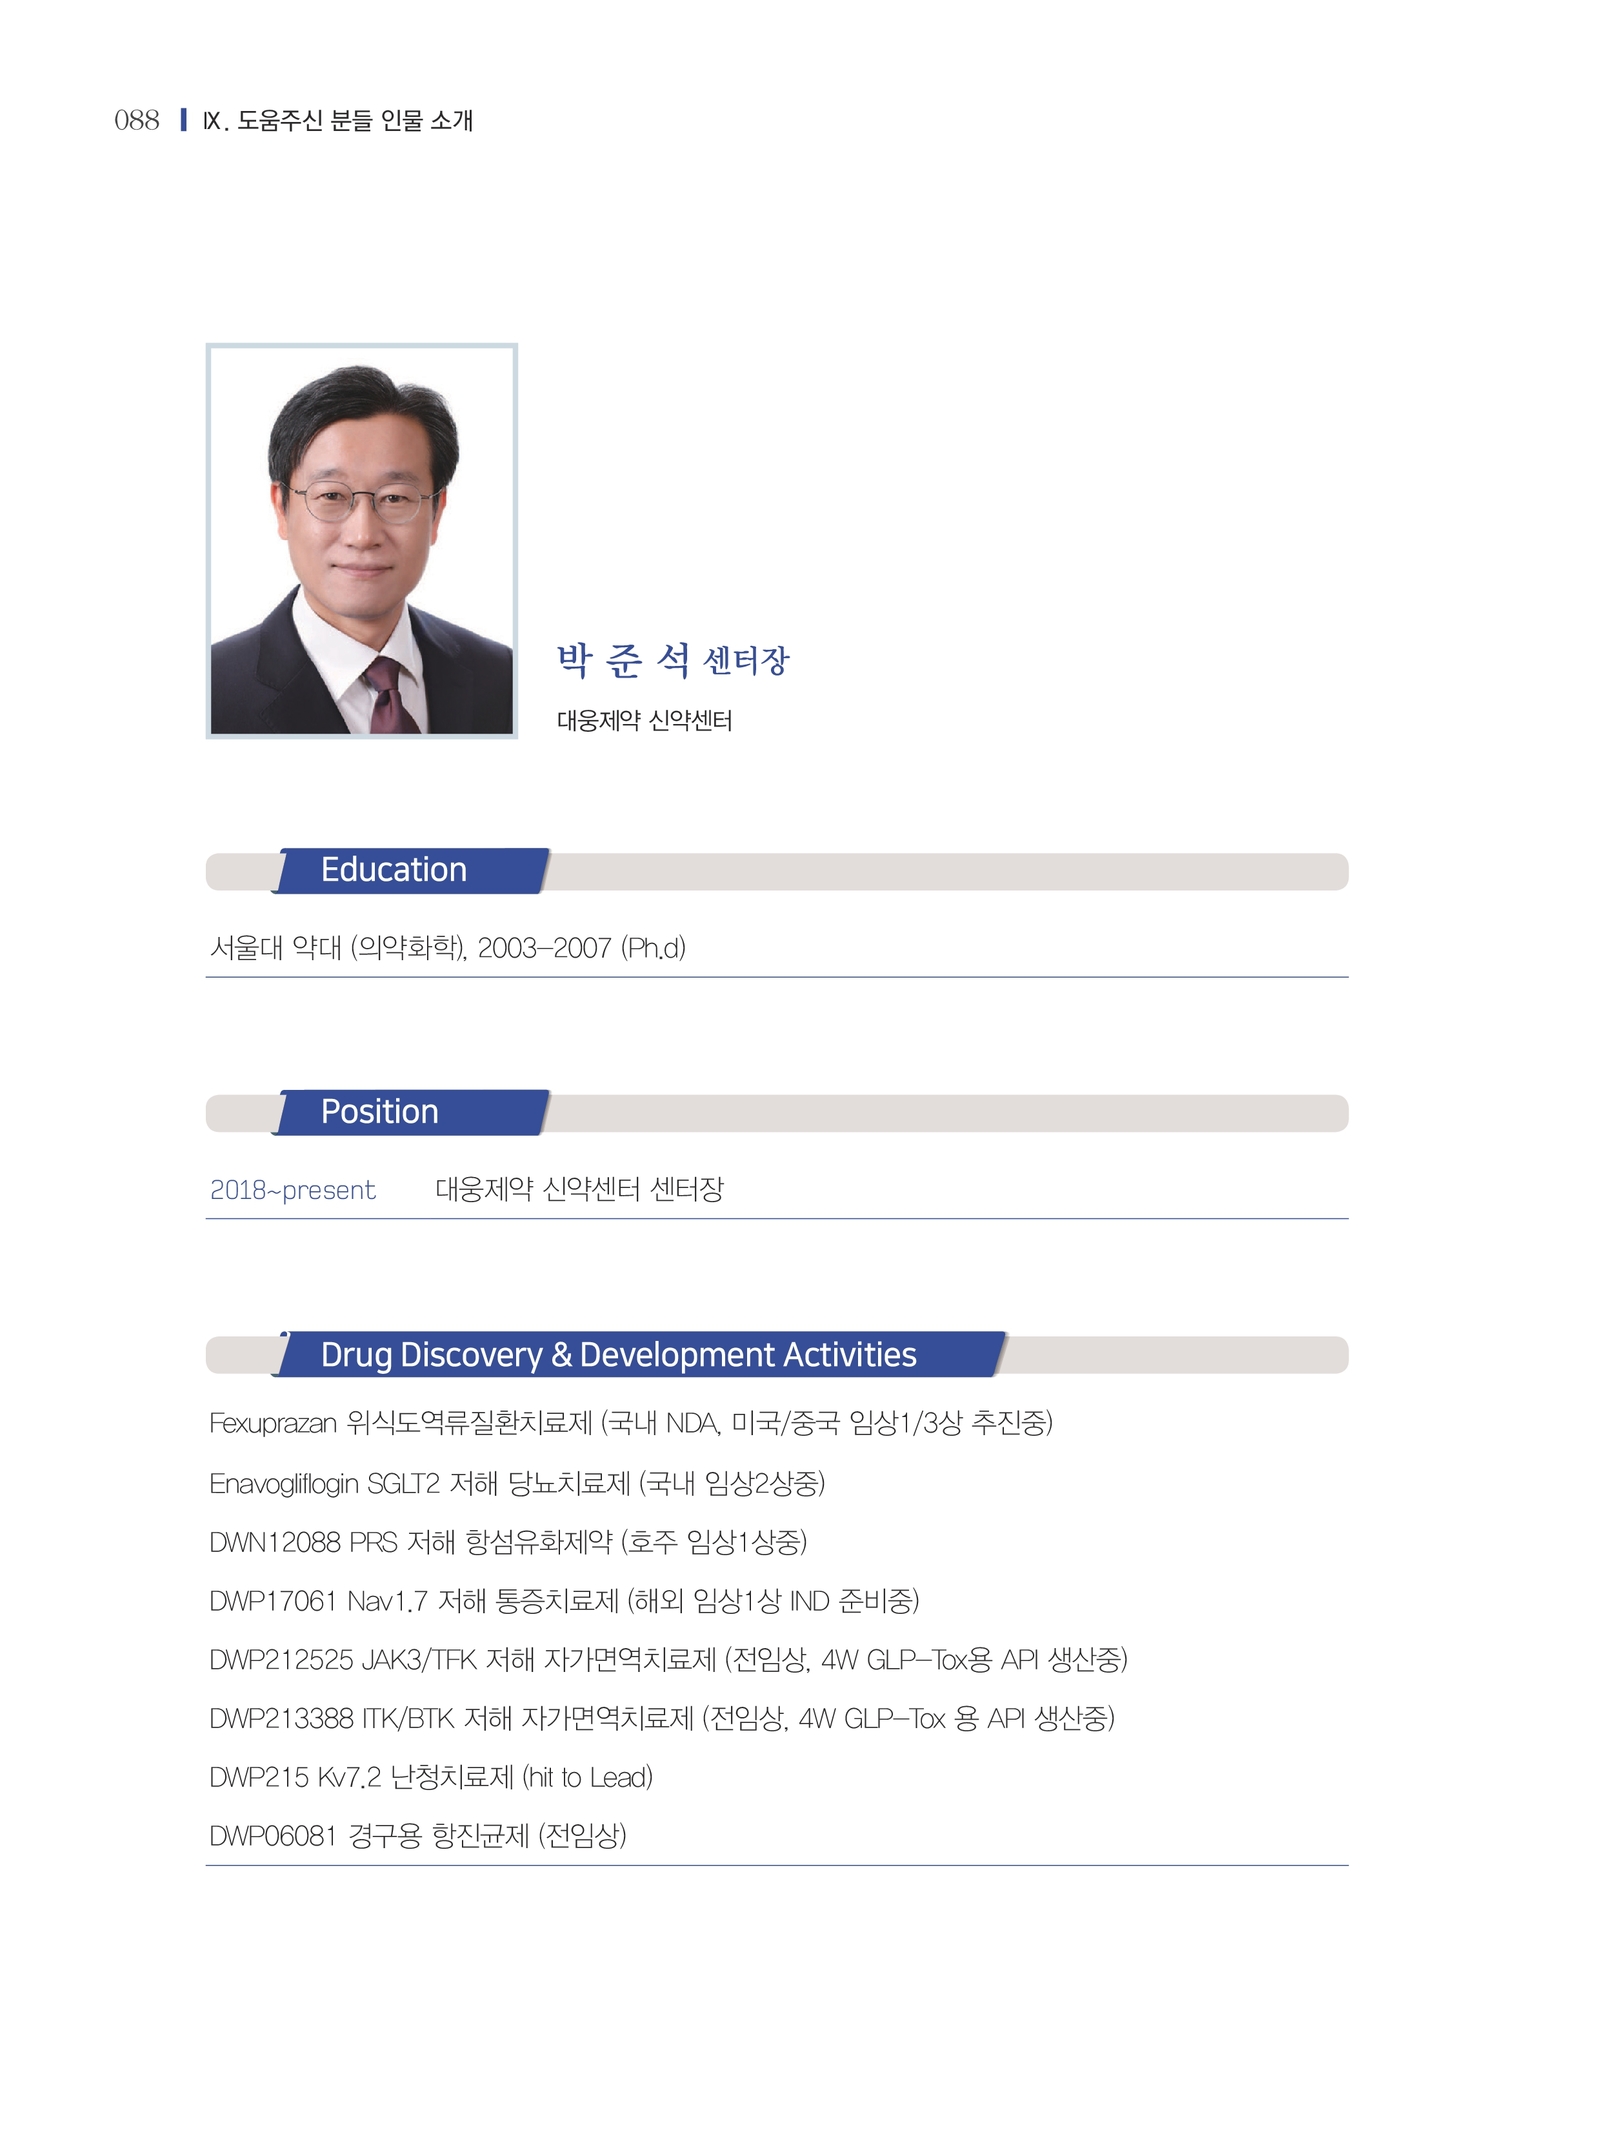 088 Ⅸ. 도움주신 분들 인물 소개
박 준 석 센터장
대웅제약 신약센터
Education
서울대 약대 (의약화학), 2003-2007 (Ph.d)
Position
2018~present 대웅제약 신약센터 센터장
Drug Discovery & Development Activities
Fexuprazan 위식도역류질환치료제 (국내 NDA, 미국/중국 임상1/3상 추진중)
Enavogliflogin SGLT2 저해 당뇨치료제 (국내 임상2상중)
DWN12088 PRS 저해 항섬유화제약 (호주 임상1상중)
DWP17061 Nav1.7 저해 통증치료제 (해외 임상1상 IND 준비중)
DWP212525 JAK3/TFK 저해 자가면역치료제 (전임상, 4W GLP-Tox용 API 생산중)
DWP213388 ITK/BTK 저해 자가면역치료제 (전임상, 4W GLP-Tox 용 API 생산중)
DWP215 Kv7.2 난청치료제 (hit to Lead)
DWP06081 경구용 항진균제 (전임상)